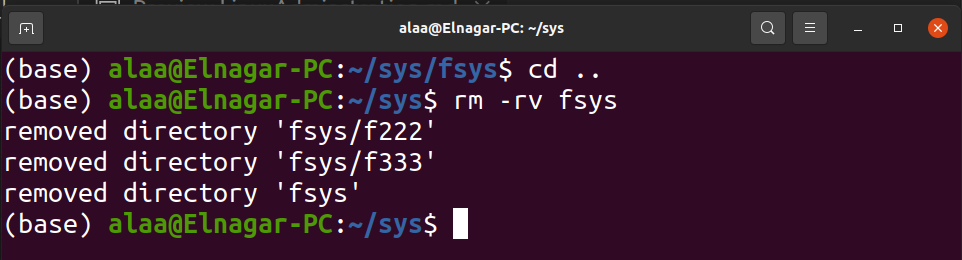 alaa@Elnagar-PC: ~/sys
(base) alaa@Elnagar-PC:~/sys/fsys$ cd ..
(base) alaa@Elnagar-PC:~/sys$ rm -rv fsys
removed directory 'fsys/f222'
removed directory 'fsys/f333'
removed directory 'fsys'
(base) alaa@Elnagar-PC:~/sys$